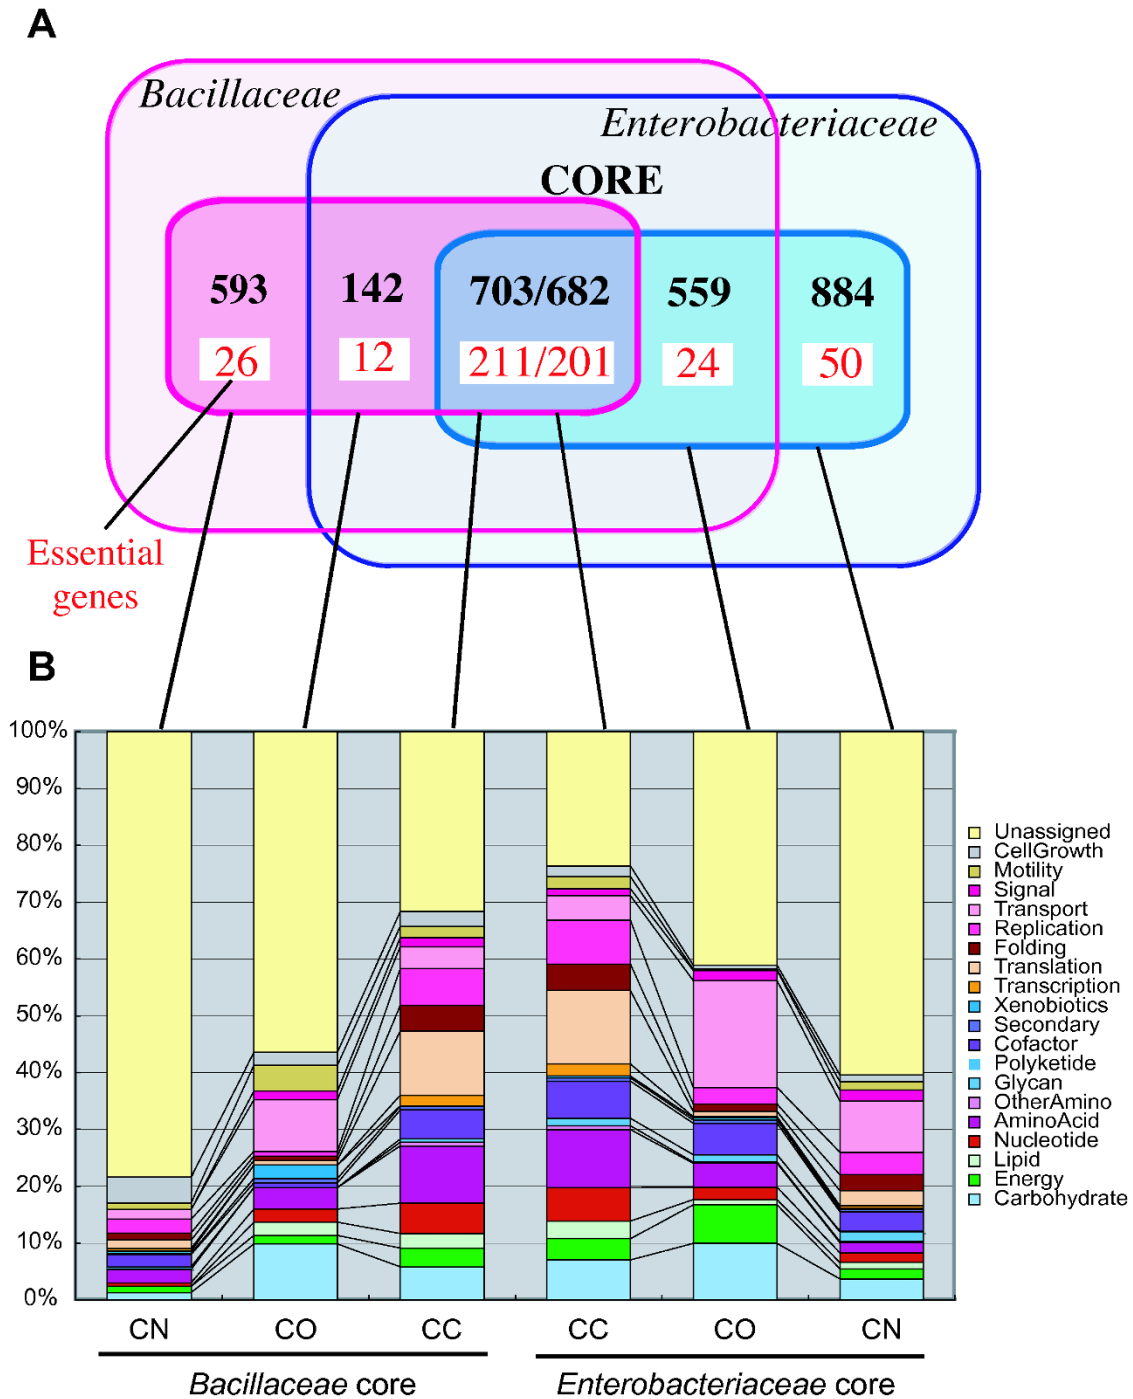 A
Bacillaceae
Enterobacteriaceae
CORE
593 142 703/682 559 884
26 12 211/201 24 50
Essential
genes
B
100%
90%
80%
70%
60%
50%
40%
30%
20%
10%
0%
Unassigned
CellGrowth
Motility
Signal
Transport
Replication
Folding
Translation
Transcription
Xenobiotics
Secondary
Cofactor
Polyketide
Glycan
OtherAmino
AminoAcid
Nucleotide
Lipid
Energy
Carbohydrate
CN CO CC CC CO CN
Bacillaceae core Enterobacteriaceae core